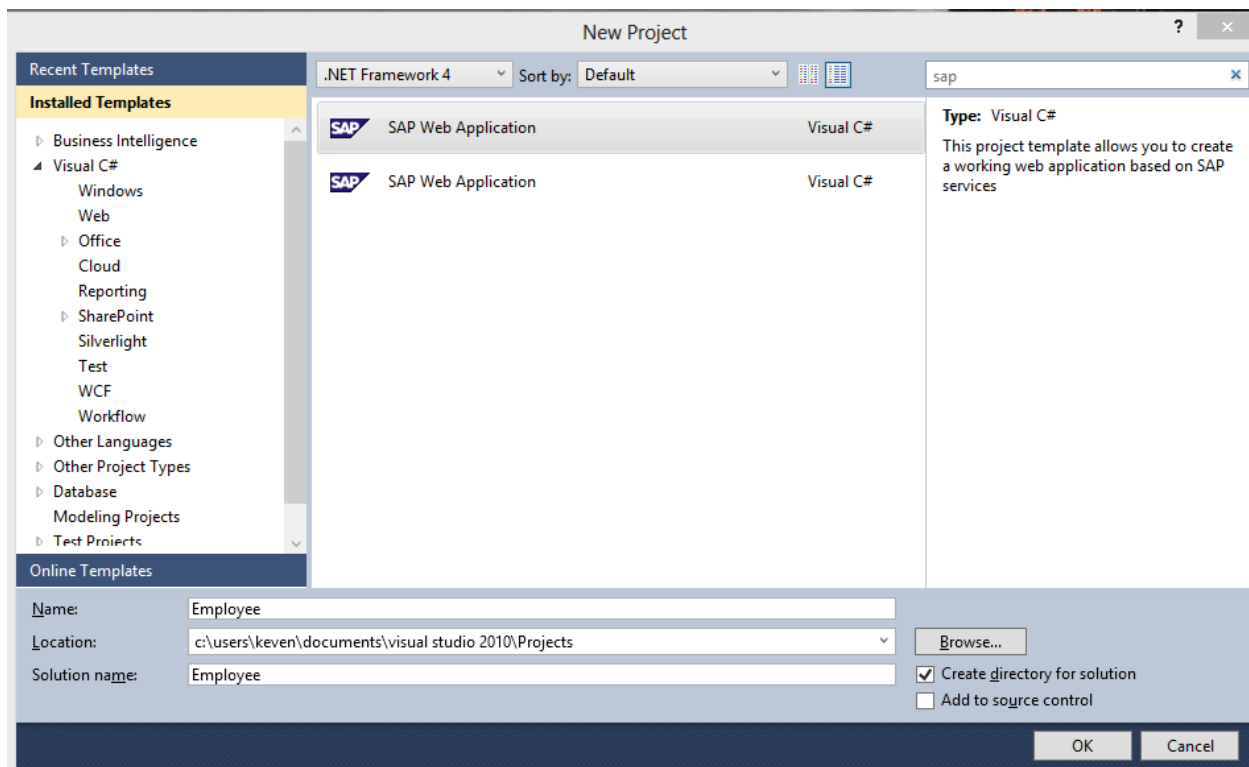 New Project
?
Recent Templates
.NET Framework 4
Sort by: Default
sap
Installed Templates
Business Intelligence
Visual C#
Windows
Web
Office
Cloud
Reporting
SharePoint
Silverlight
Test
WCF
Workflow
Other Languages
Other Project Types
Database
Modeling Projects
Test Projects
Online Templates
SAP SAP Web Application Visual C#
SAP SAP Web Application Visual C#
Type: Visual C#
This project template allows you to create
a working web application based on SAP
services
Name: Employee
Location: c:\users\keven\documents\visual studio 2010\Projects
Browse...
Solution name: Employee
Create directory for solution
Add to source control
OK
Cancel